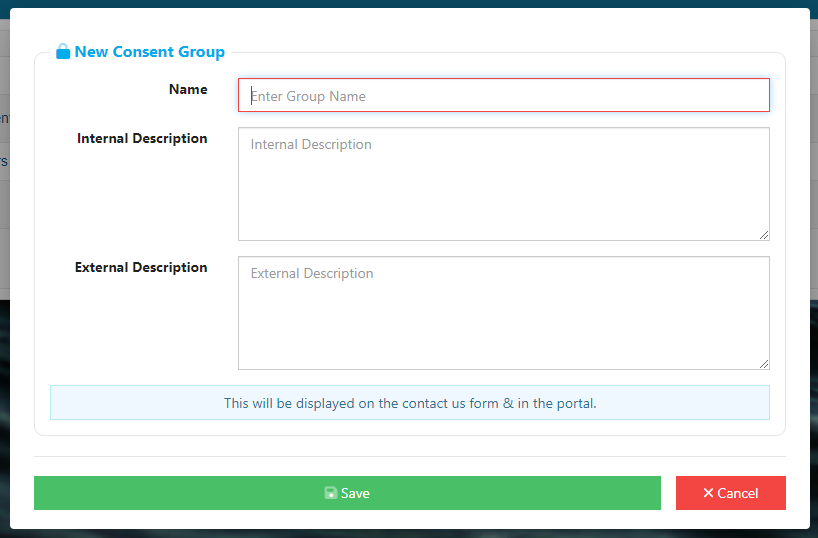 New Consent Group
Name
Enter Group Name
Internal Description
Internal Description
External Description
External Description
This will be displayed on the contact us form & in the portal.
Save
Cancel